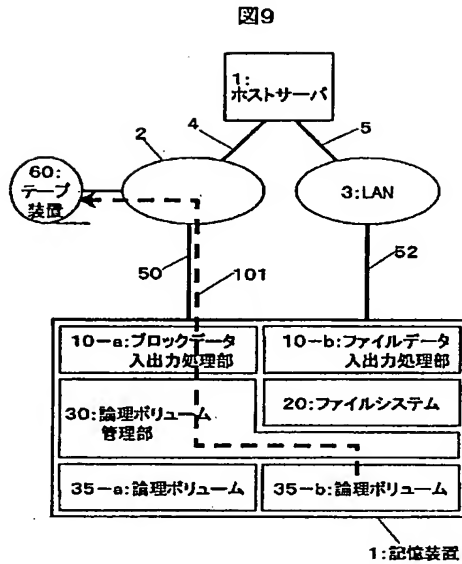 図9
1:
ホストサーバ
4
5
2
60:
テープ
装置
3:LAN
50
101
52
10-a:ブロックデータ
入出力処理部
10-b:ファイルデータ
入出力処理部
30:論理ボリューム
管理部
20:ファイルシステム
35-a:論理ボリューム
35-b:論理ボリューム
1:記憶装置